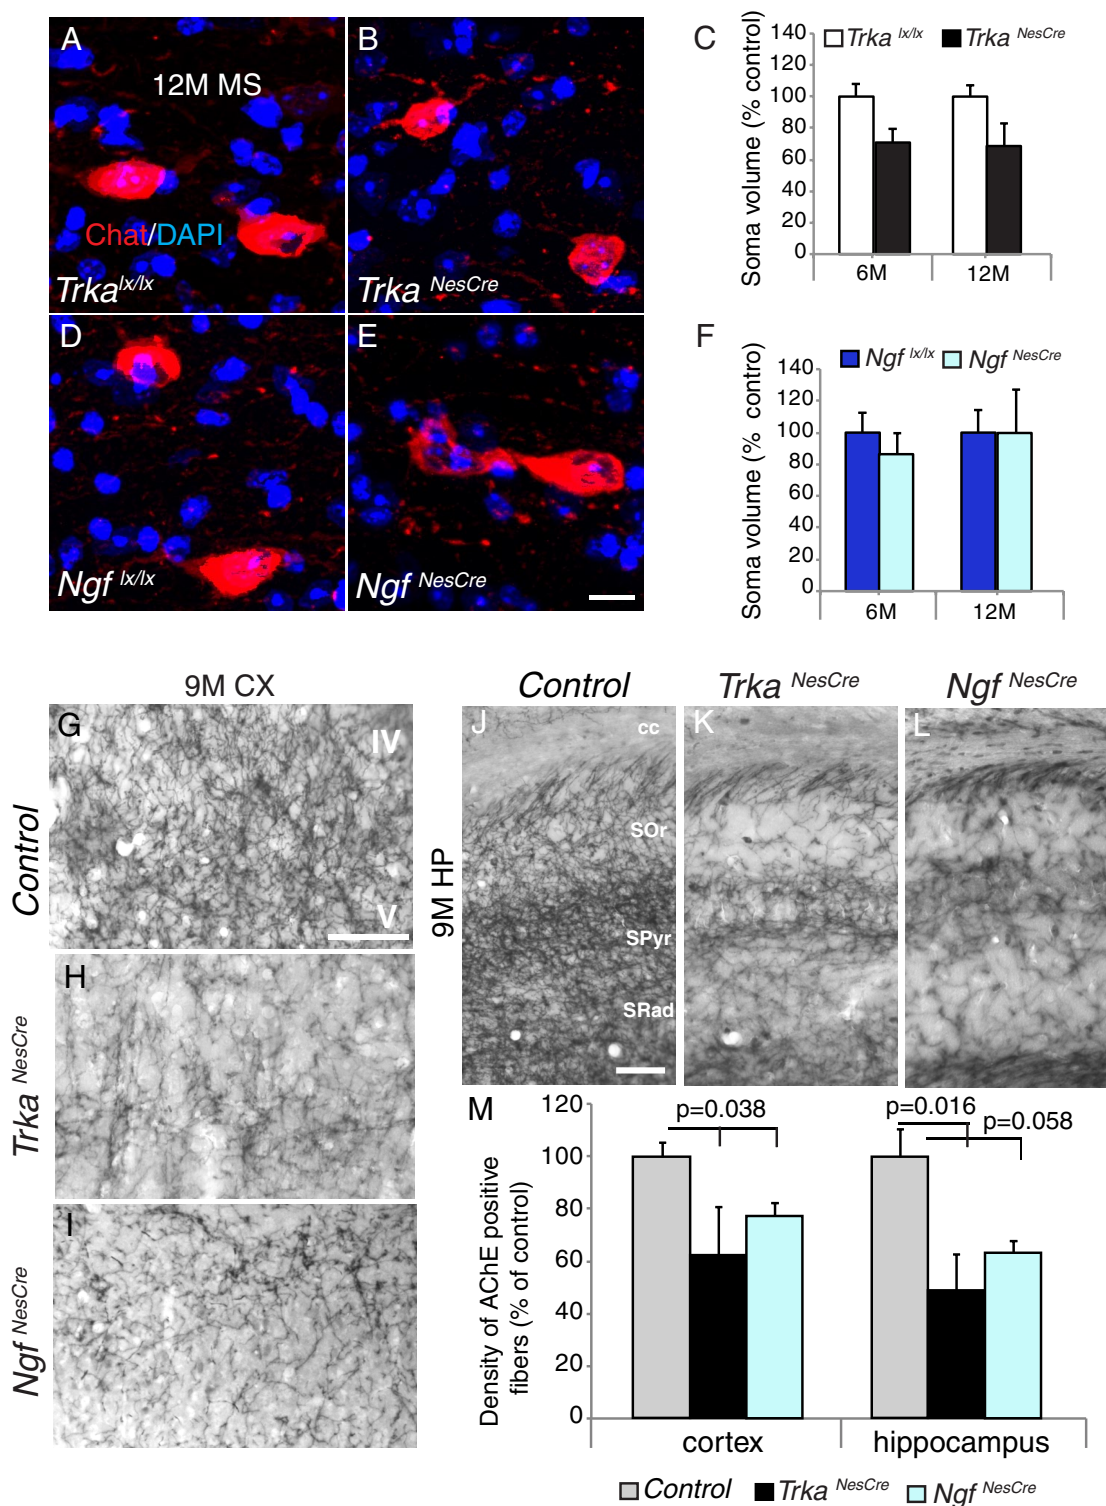 A
12M MS
Chat/DAPI
Trka lx/lx
B
Trka NesCre
C
Trka lx/lx
Trka NesCre
Soma volume (% control)
140
120
100
80
60
40
20
0
6M
12M
D
Ngf lx/lx
E
Ngf NesCre
F
Ngf lx/lx
Ngf NesCre
Soma volume (% control)
140
120
100
80
60
40
20
0
6M
12M
9M CX
Control
G
IV
V
Trka NesCre
H
Ngf NesCre
I
Control
Trka NesCre
Ngf NesCre
9M HP
J
cc
SOr
SPyr
SRad
K
L
M
Density of AChE positive
fibers (% of control)
120
100
80
60
40
20
0
p=0.038
p=0.016
p=0.058
cortex
hippocampus
Control
Trka NesCre
Ngf NesCre